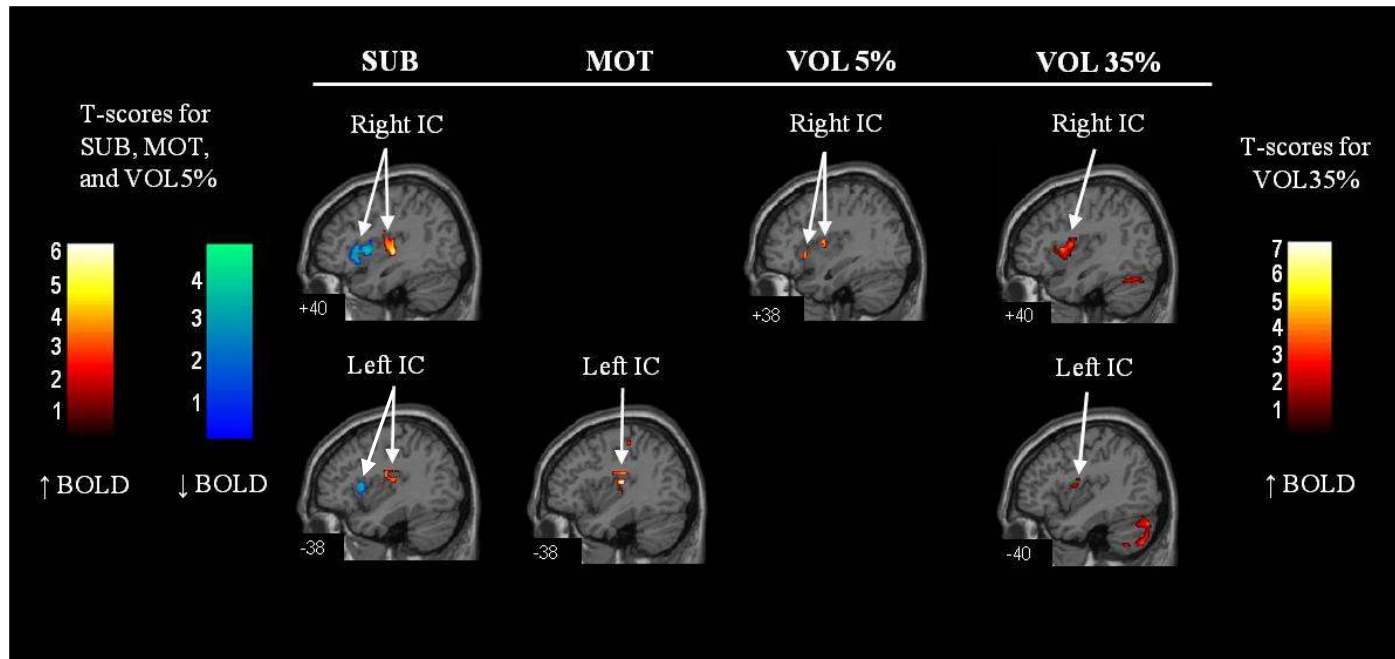 SUB MOT VOL 5% VOL 35%
T-scores for
SUB, MOT,
and VOL5%
Right IC
Right IC
Right IC
T-scores for
VOL35%
6
5
4
3
2
1
4
3
2
1
7
6
5
4
3
2
1
+40
+38
+40
Left IC
Left IC
Left IC
↑ BOLD
↓ BOLD
↑ BOLD
-38
-38
-40